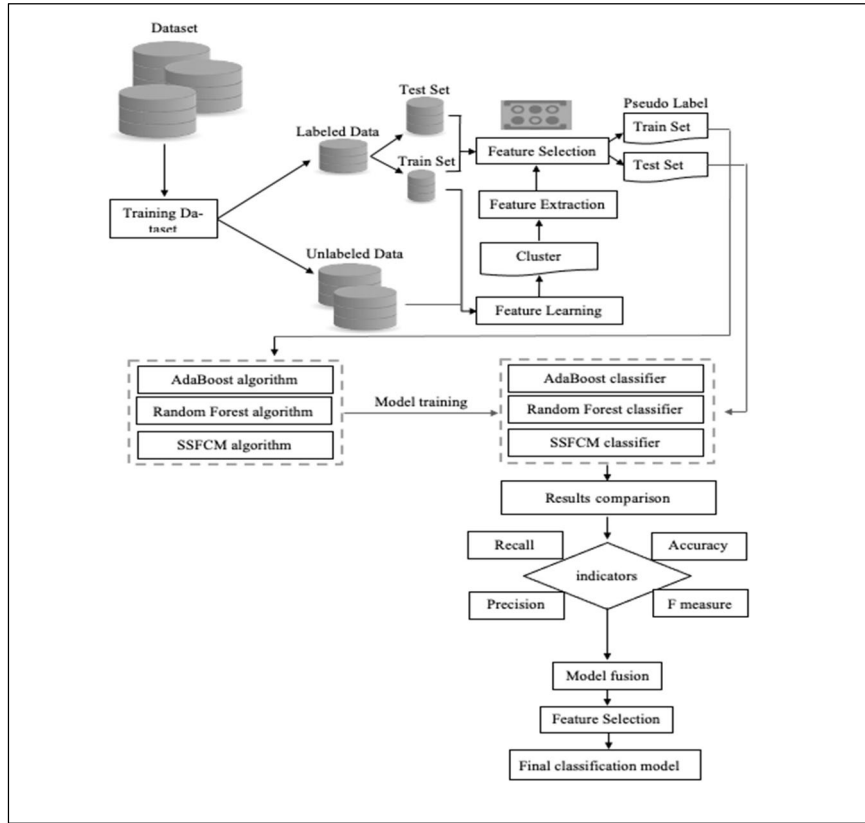 Dataset
Test Set
Pseudo Label
Train Set
Labeled Data
Train Set
Feature Selection
Test Set
Training Da-
taset
Feature Extraction
Unlabeled Data
Cluster
Feature Learning
AdaBoost algorithm
Random Forest algorithm
SSFCM algorithm
Model training
AdaBoost classifier
Random Forest classifier
SSFCM classifier
Results comparison
Recall
Accuracy
indicators
Precision
F measure
Model fusion
Feature Selection
Final classification model